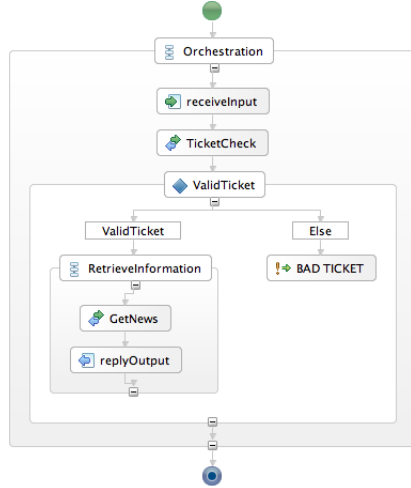 Orchestration
receiveInput
TicketCheck
ValidTicket
ValidTicket
Else
RetrieveInformation
BAD TICKET
GetNews
replyOutput